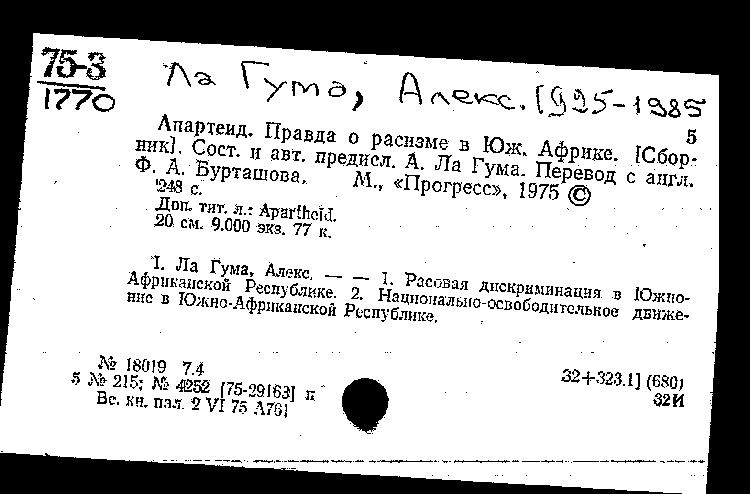 75-3
1770
Ла Гума, Алекс. 1925-1985
5
Апартеид. Правда о расизме в Юж. Африке. [Сбор-
ник]. Сост. и авт. предисл. А. Ла Гума. Перевод с англ.
Ф. А. Бурташова. М., «Прогресс», 1975 ©
248 с.
Доп. тит. л.: Apartheid.
20 см. 9.000 экз. 77 к.
I. Ла Гума, Алекс. — — 1. Расовая дискриминация в Южно-
Африканской Республике. 2. Национально-освободительное движе-
ние в Южно-Африканской Республике.
№ 18019 7.4
5 № 215; № 4252 [75-29163] п
Вс. кн. пал. 2 VI 75 А761
32+323.1] (680)
32И